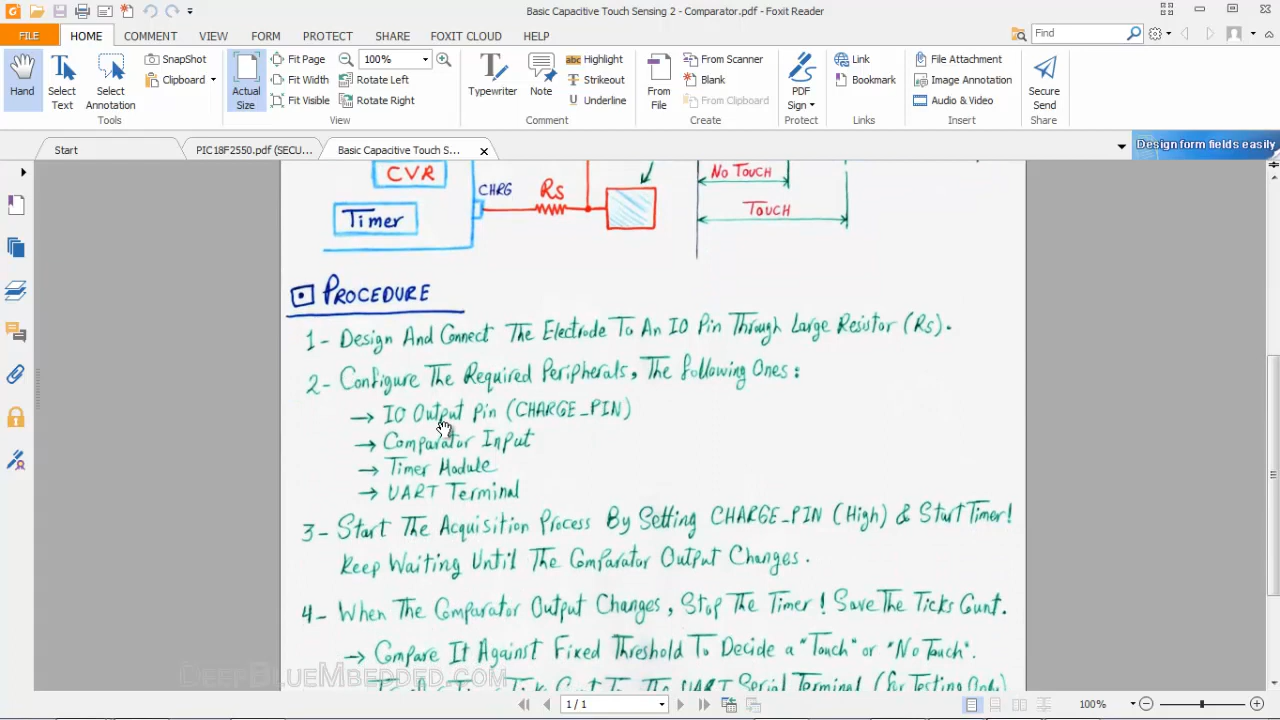 Basic Capacitive Touch Sensing 2 - Comparator.pdf - Foxit Reader
FILE HOME COMMENT VIEW FORM PROTECT SHARE FOXIT CLOUD HELP Find
Hand
Select Text
Select Annotation
SnapShot
Clipboard
Tools
Actual Size
Fit Page
Fit Width
Fit Visible
100%
Rotate Left
Rotate Right
View
Typewriter
Note
Highlight
Strikeout
Underline
Comment
From File
From Scanner
Blank
From Clipboard
Create
PDF Sign
Protect
Link
Bookmark
Links
File Attachment
Image Annotation
Audio & Video
Insert
Secure Send
Share
Start PIC18F2550.pdf (SECU... Basic Capacitive Touch S... Design form fields easily
CVR
Timer
CHRG
Rs
No Touch
Touch
Procedure
1- Design And Connect The Electrode To An IO Pin Through Large Resistor (Rs).
2- Configure The Required Peripherals, The Following Ones:
→ IO Output Pin (CHARGE_PIN)
→ Comparator Input
→ Timer Module
→ UART Terminal
3- Start The Acquisition Process By Setting CHARGE_PIN (High) & Start Timer!
Keep Waiting Until The Comparator Output Changes.
4- When The Comparator Output Changes, Stop The Timer! Save The Ticks Count.
→ Compare It Against Fixed Threshold To Decide a "Touch" or "No Touch".
UART Serial Terminal (For Testing Only)
DeepBlueMbedded.com
1 / 1
100%